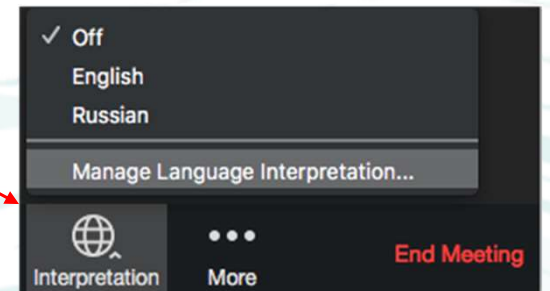 ✓ Off
English
Russian
Manage Language Interpretation...
Interpretation
More
End Meeting